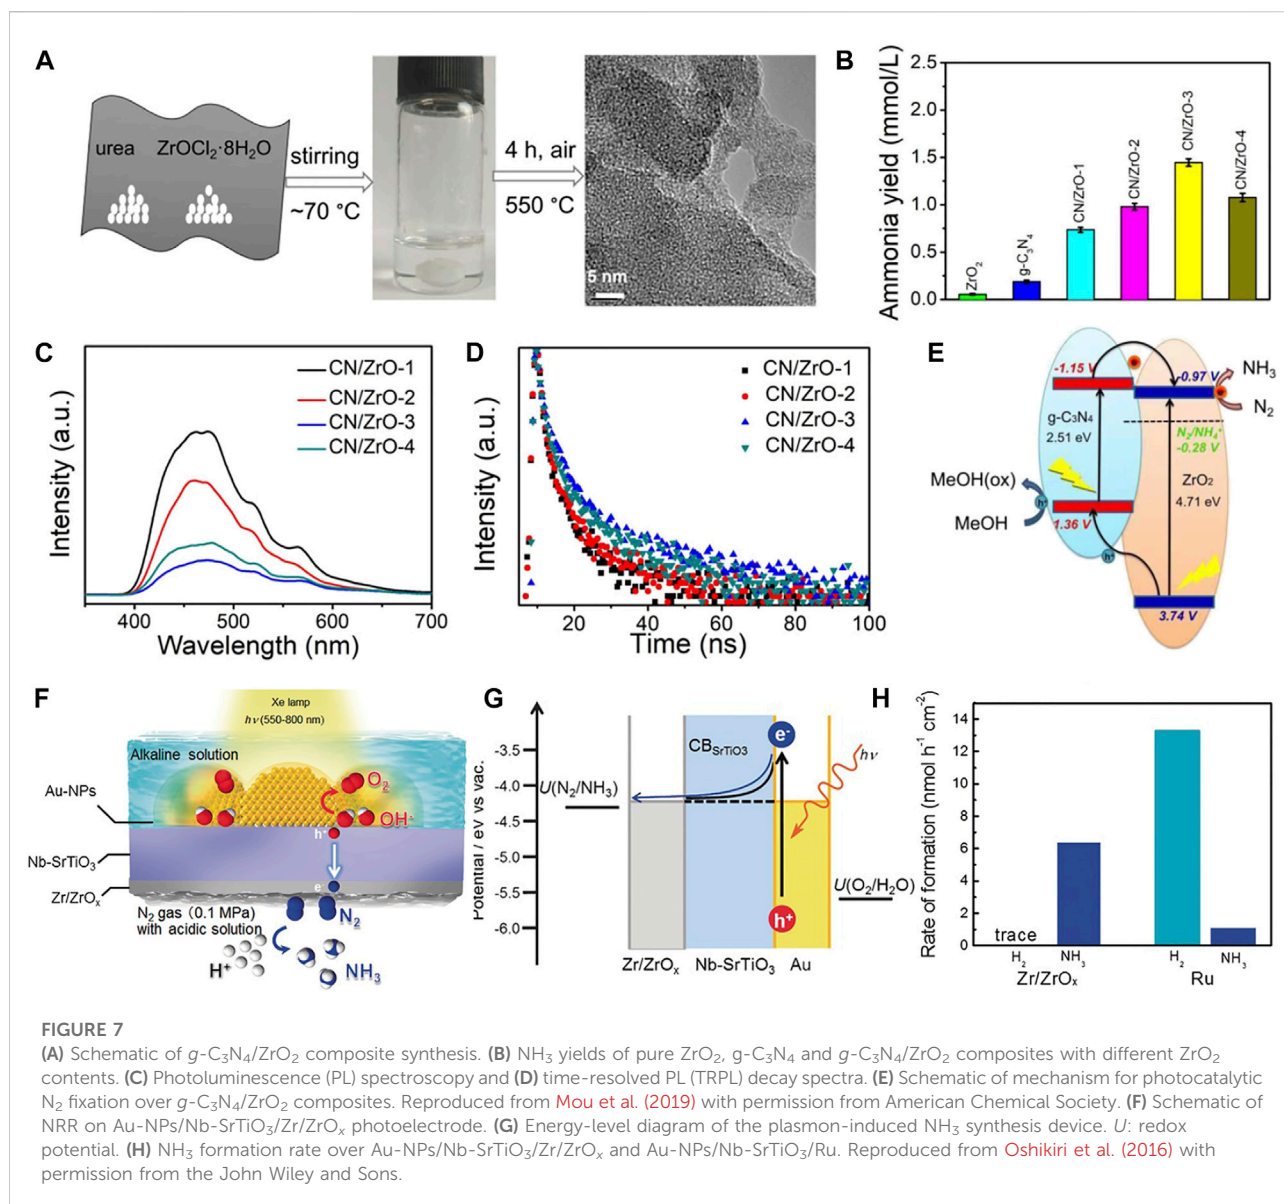 A
urea ZrOCl₂·8H₂O
stirring
~70 °C
4 h, air
550 °C
5 nm
B
Ammonia yield (mmol/L)
2.5
2.0
1.5
1.0
0.5
0.0
ZrO₂
g-C₃N₄
CN/ZrO-1
CN/ZrO-2
CN/ZrO-3
CN/ZrO-4
C
Intensity (a.u.)
CN/ZrO-1
CN/ZrO-2
CN/ZrO-3
CN/ZrO-4
400 500 600 700
Wavelength (nm)
D
Intensity (a.u.)
CN/ZrO-1
CN/ZrO-2
CN/ZrO-3
CN/ZrO-4
20 40 60 80 100
Time (ns)
E
-1.15 V
-0.97 V
NH₃
N₂
g-C₃N₄
2.51 eV
N₂/NH₄⁺
-0.28 V
ZrO₂
4.71 eV
MeOH(ox)
h⁺
MeOH
1.36 V
h⁺
3.74 V
F
Xe lamp
hν (550-800 nm)
Alkaline solution
Au-NPs
O₂
OH⁻
h⁺
Nb-SrTiO₃
e⁻
Zr/ZrOₓ
N₂ gas (0.1 MPa)
with acidic solution
N₂
H⁺
NH₃
G
Potential / eV vs vac.
-3.5
-4.0
-4.5
-5.0
-5.5
-6.0
U(N₂/NH₃)
CB SrTiO3
e⁻
hν
U(O₂/H₂O)
h⁺
Zr/ZrOₓ Nb-SrTiO₃ Au
H
Rate of formation (nmol h⁻¹ cm⁻²)
14
12
10
8
6
4
2
0
trace
H₂ NH₃ H₂ NH₃
Zr/ZrOₓ Ru
FIGURE 7
(A) Schematic of g-C₃N₄/ZrO₂ composite synthesis. (B) NH₃ yields of pure ZrO₂, g-C₃N₄ and g-C₃N₄/ZrO₂ composites with different ZrO₂
contents. (C) Photoluminescence (PL) spectroscopy and (D) time-resolved PL (TRPL) decay spectra. (E) Schematic of mechanism for photocatalytic
N₂ fixation over g-C₃N₄/ZrO₂ composites. Reproduced from Mou et al. (2019) with permission from American Chemical Society. (F) Schematic of
NRR on Au-NPs/Nb-SrTiO₃/Zr/ZrOₓ photoelectrode. (G) Energy-level diagram of the plasmon-induced NH₃ synthesis device. U: redox
potential. (H) NH₃ formation rate over Au-NPs/Nb-SrTiO₃/Zr/ZrOₓ and Au-NPs/Nb-SrTiO₃/Ru. Reproduced from Oshikiri et al. (2016) with
permission from the John Wiley and Sons.